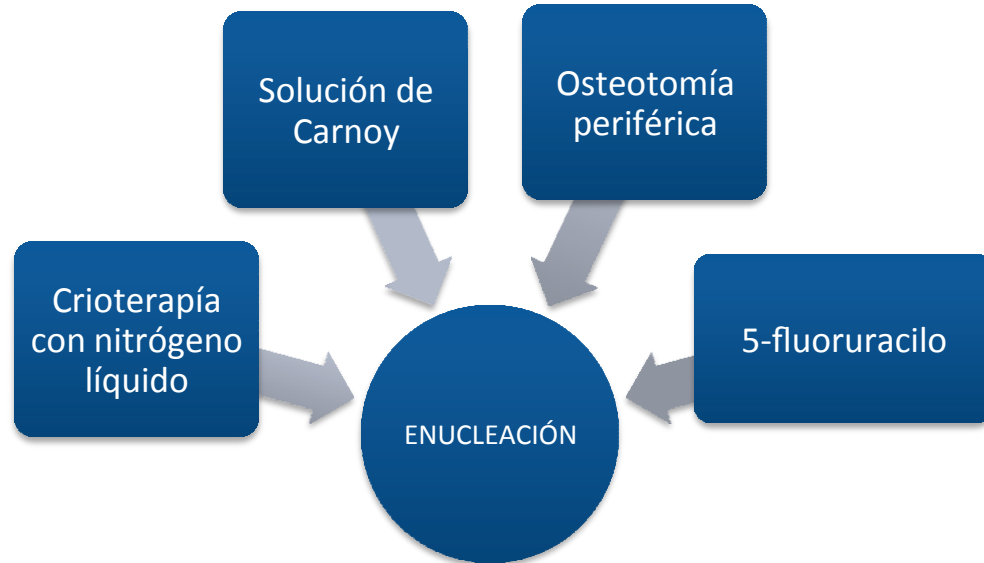 Solución de
Carnoy
Osteotomía
periférica
Crioterapía
con nitrógeno
líquido
5-fluoruracilo
ENUCLEACIÓN